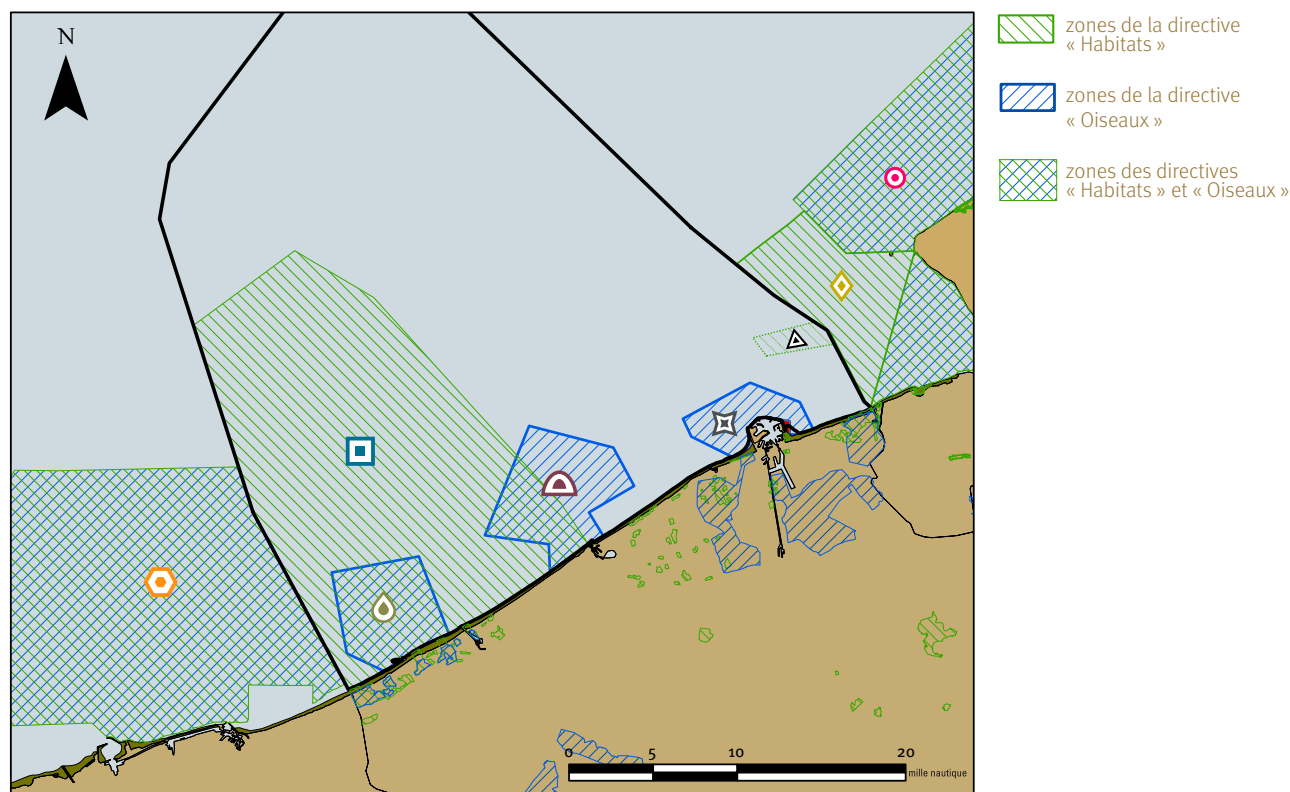 N
zones de la directive
« Habitats »
zones de la directive
« Oiseaux »
zones des directives
« Habitats » et « Oiseaux »
0 5 10 20
mille nautique